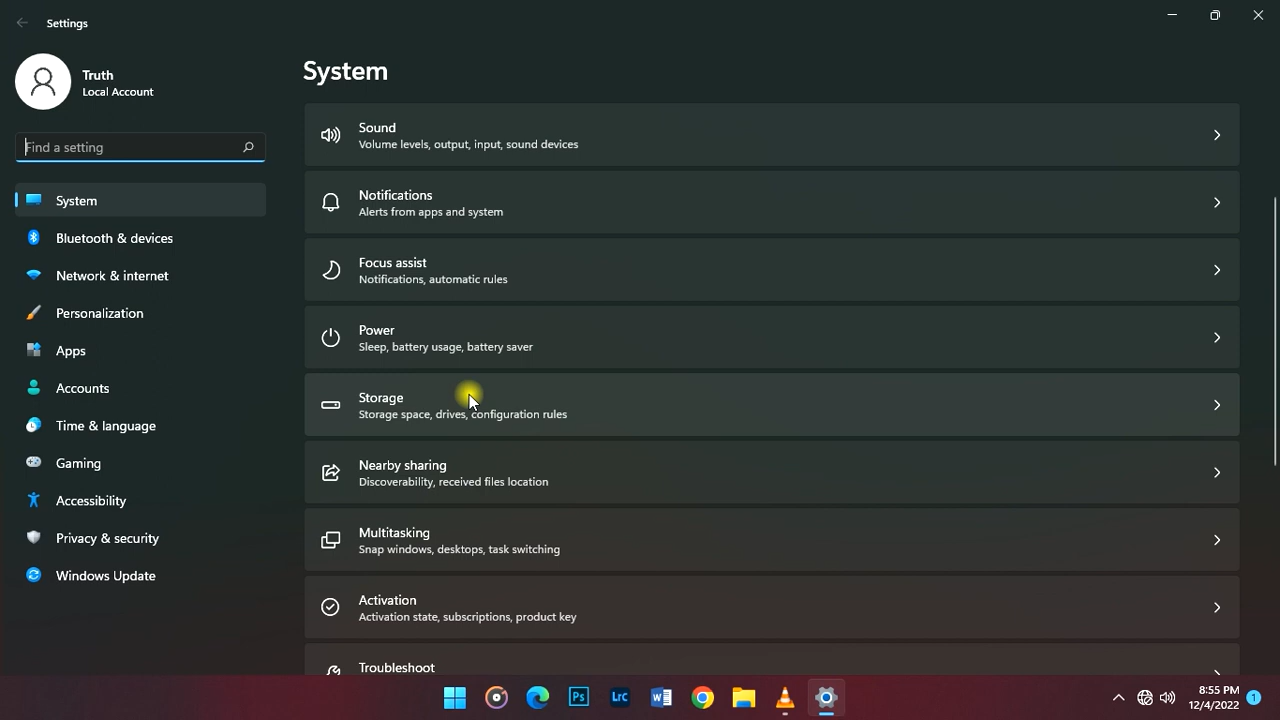 Settings
Truth
Local Account
Find a setting
System
Bluetooth & devices
Network & internet
Personalization
Apps
Accounts
Time & language
Gaming
Accessibility
Privacy & security
Windows Update
System
Sound
Volume levels, output, input, sound devices
Notifications
Alerts from apps and system
Focus assist
Notifications, automatic rules
Power
Sleep, battery usage, battery saver
Storage
Storage space, drives, configuration rules
Nearby sharing
Discoverability, received files location
Multitasking
Snap windows, desktops, task switching
Activation
Activation state, subscriptions, product key
Troubleshoot
Ps
Lrc
W
8:55 PM
12/4/2022
1